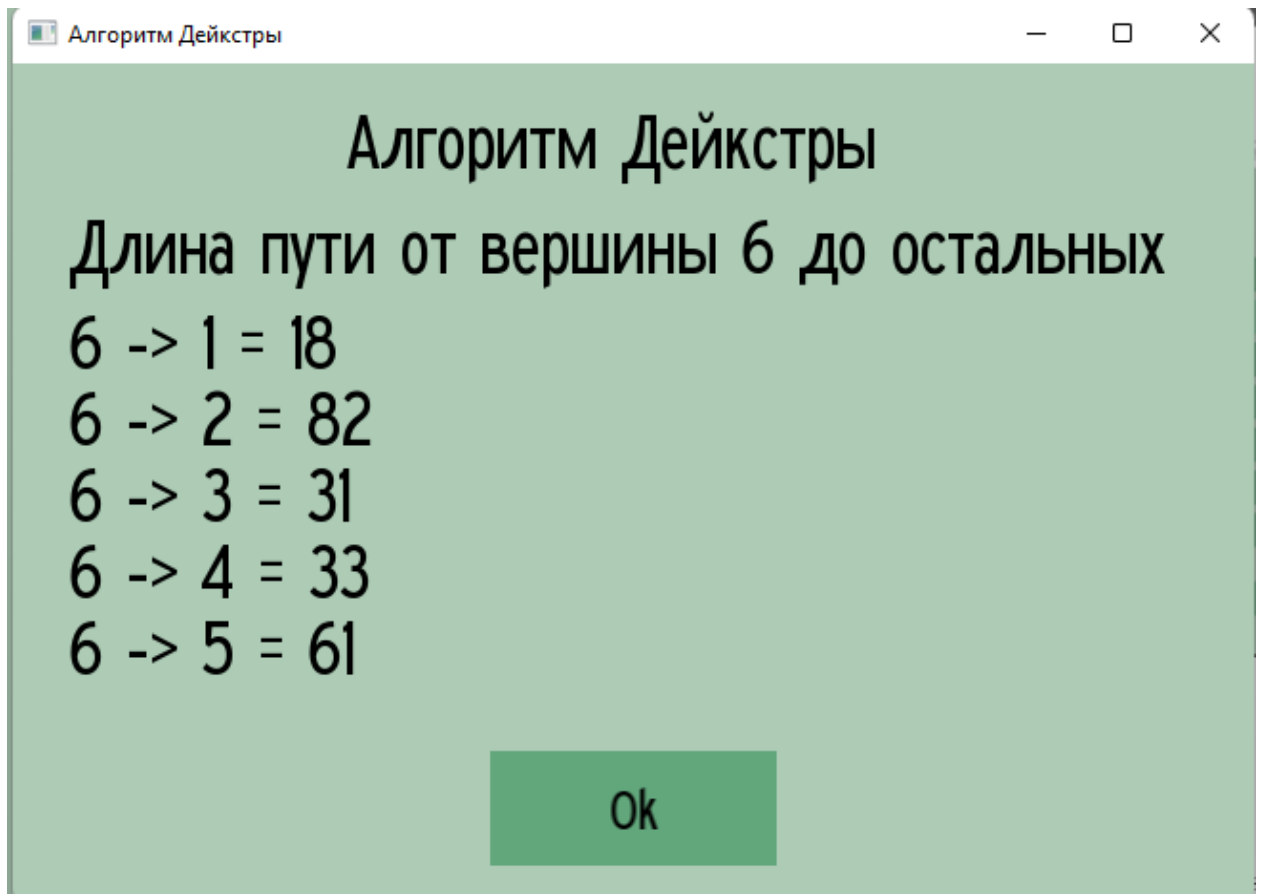 Алгоритм Дейкстры
Алгоритм Дейкстры
Длина пути от вершины 6 до остальных
6 -> 1 = 18
6 -> 2 = 82
6 -> 3 = 31
6 -> 4 = 33
6 -> 5 = 61
Ok